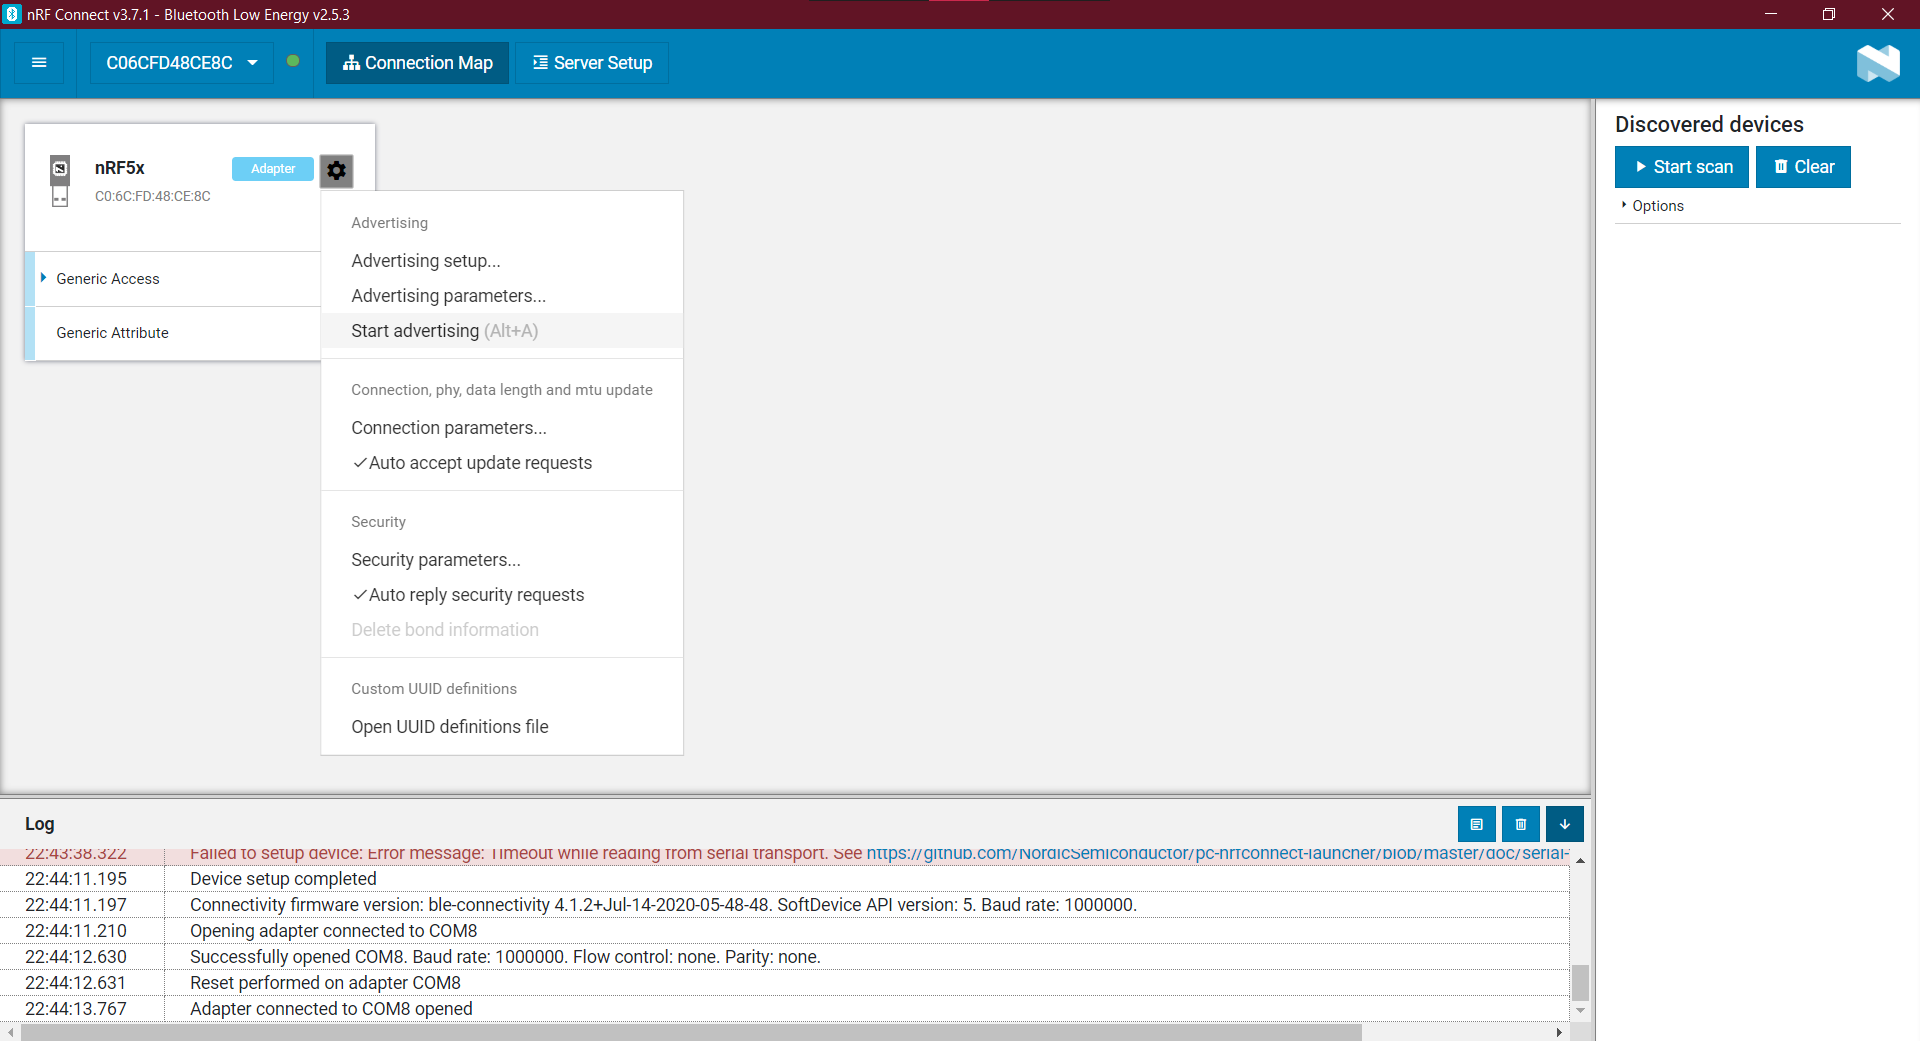 nRF Connect v3.7.1 - Bluetooth Low Energy v2.5.3
C06CFD48CE8C
Connection Map
Server Setup
nRF5x
Adapter
C0:6C:FD:48:CE:8C
Generic Access
Generic Attribute
Advertising
Advertising setup...
Advertising parameters...
Start advertising (Alt+A)
Connection, phy, data length and mtu update
Connection parameters...
✓Auto accept update requests
Security
Security parameters...
✓Auto reply security requests
Delete bond information
Custom UUID definitions
Open UUID definitions file
Discovered devices
Start scan
Clear
Options
Log
22:43:38.322 Failed to setup device: Error message: Timeout while reading from serial transport. See https://github.com/NordicSemiconductor/pc-nrfconnect-launcher/blob/master/doc/serial-
22:44:11.195 Device setup completed
22:44:11.197 Connectivity firmware version: ble-connectivity 4.1.2+Jul-14-2020-05-48-48. SoftDevice API version: 5. Baud rate: 1000000.
22:44:11.210 Opening adapter connected to COM8
22:44:12.630 Successfully opened COM8. Baud rate: 1000000. Flow control: none. Parity: none.
22:44:12.631 Reset performed on adapter COM8
22:44:13.767 Adapter connected to COM8 opened